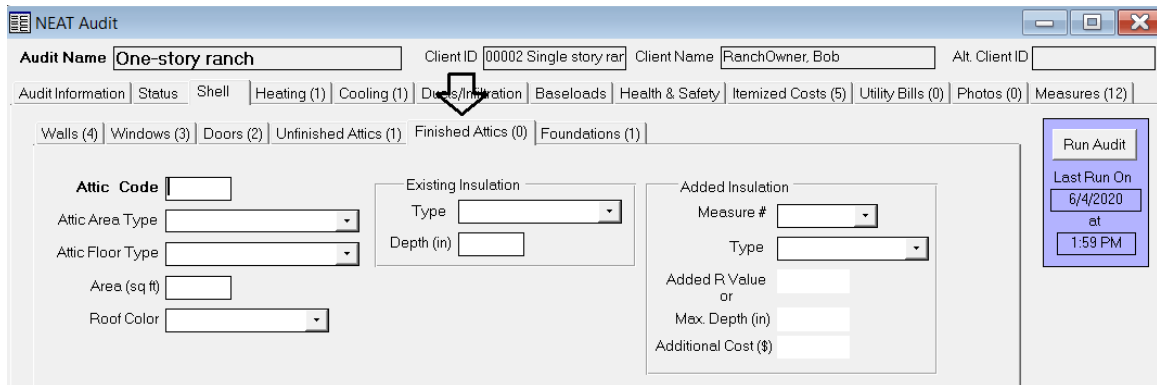 NEAT Audit
Audit Name One-story ranch Client ID 00002 Single story ran Client Name RanchOwner, Bob Alt. Client ID
Audit Information Status Shell Heating (1) Cooling (1) Ducts/Infiltration Baseloads Health & Safety Itemized Costs (5) Utility Bills (0) Photos (0) Measures (12)
Walls (4) Windows (3) Doors (2) Unfinished Attics (1) Finished Attics (0) Foundations (1)
Run Audit
Last Run On
6/4/2020
at
1:59 PM
Attic Code
Attic Area Type
Attic Floor Type
Area (sq ft)
Roof Color
Existing Insulation
Type
Depth (in)
Added Insulation
Measure #
Type
Added R Value
or
Max. Depth (in)
Additional Cost ($)